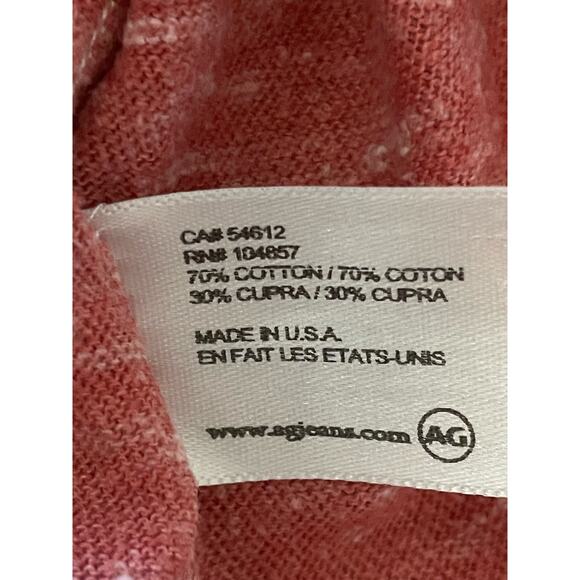 CA# 54612
RN# 104857
70% COTTON / 70% COTON
30% CUPRA / 30% CUPRA
MADE IN U.S.A.
EN FAIT LES ETATS-UNIS
www.agjeans.com AG